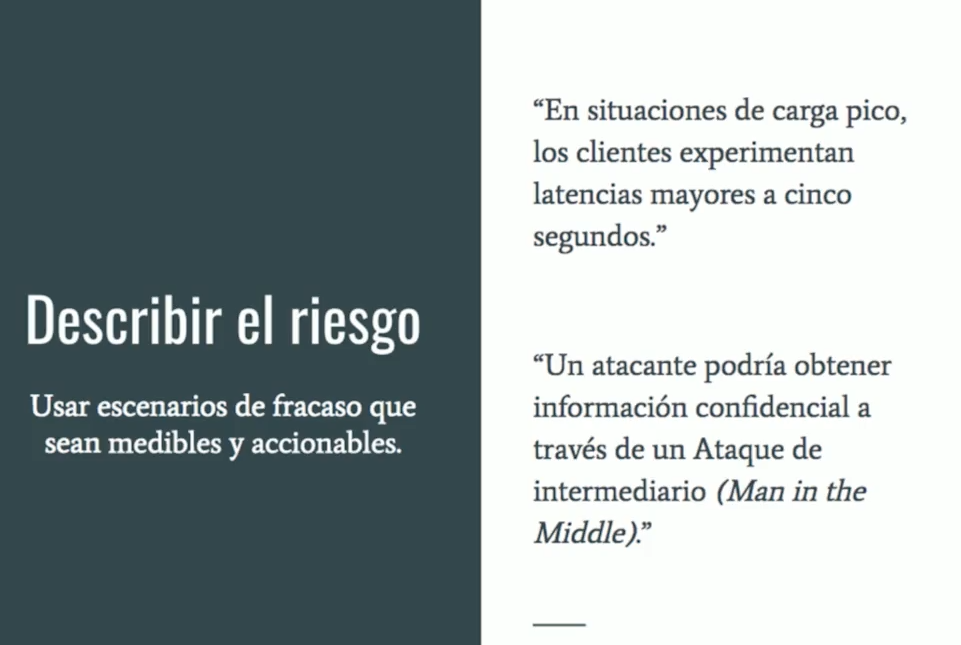 Describir el riesgo
Usar escenarios de fracaso que
sean medibles y accionables.
“En situaciones de carga pico,
los clientes experimentan
latencias mayores a cinco
segundos.”
“Un atacante podría obtener
información confidencial a
través de un Ataque de
intermediario (Man in the
Middle).”